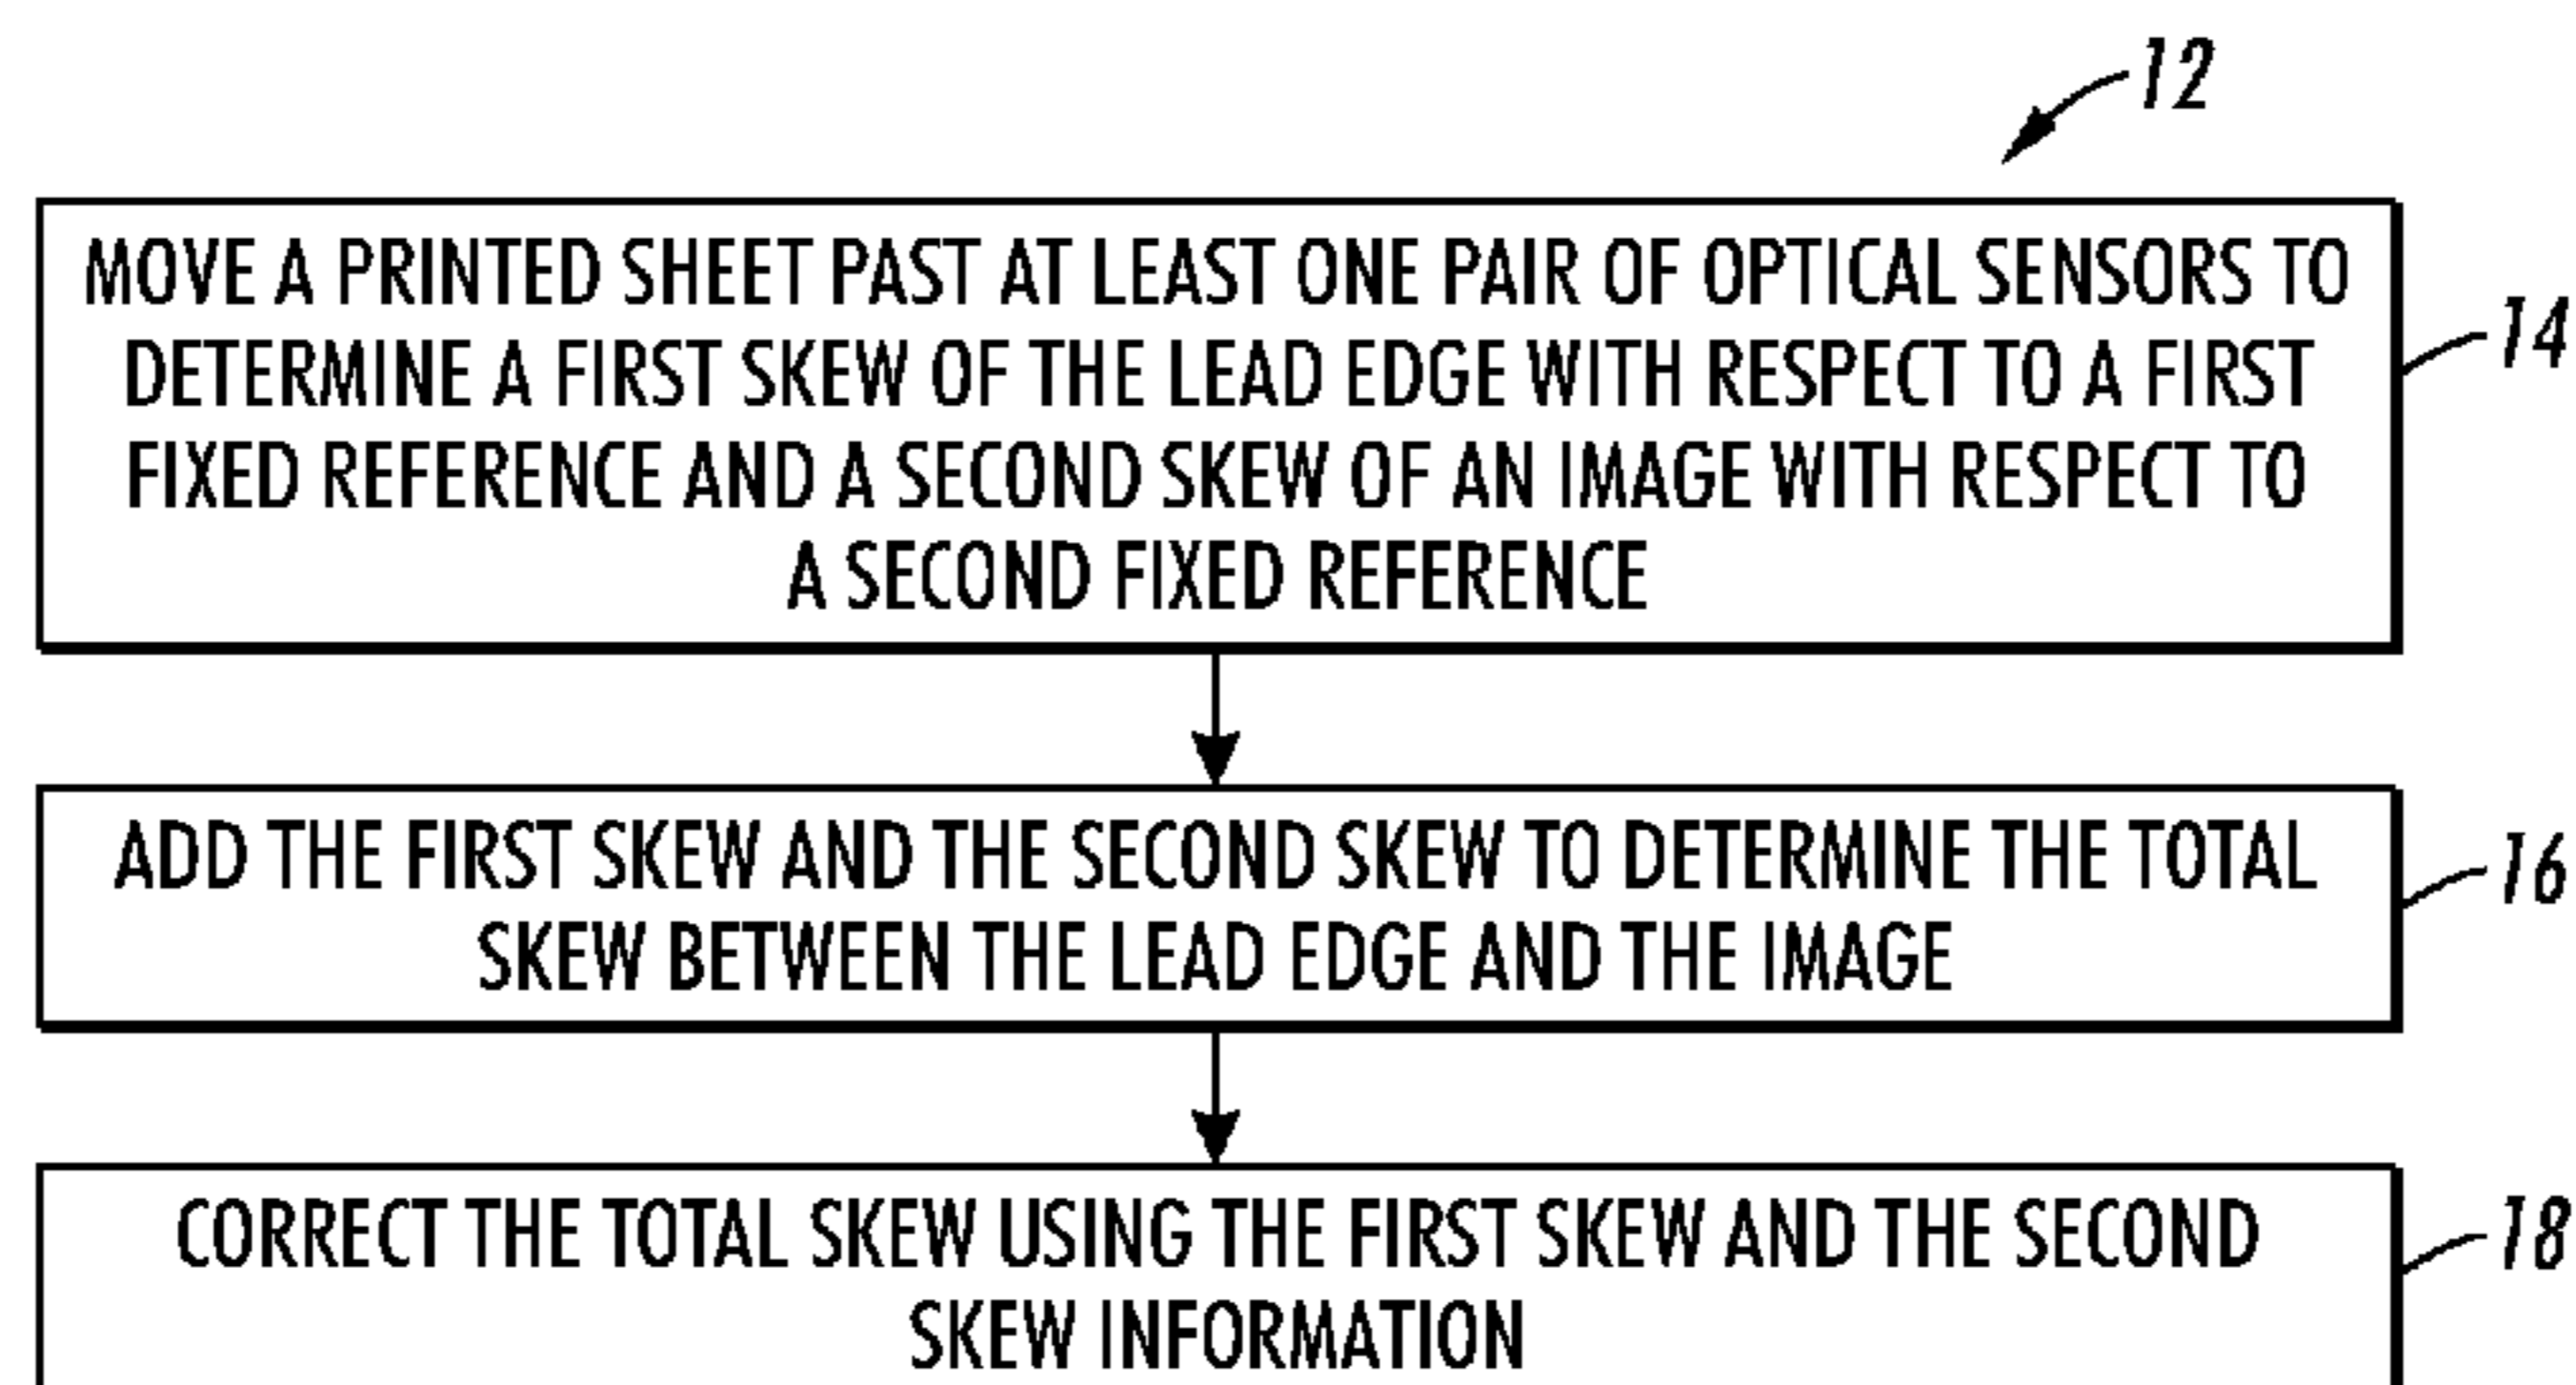 12
MOVE A PRINTED SHEET PAST AT LEAST ONE PAIR OF OPTICAL SENSORS TO
DETERMINE A FIRST SKEW OF THE LEAD EDGE WITH RESPECT TO A FIRST
FIXED REFERENCE AND A SECOND SKEW OF AN IMAGE WITH RESPECT TO
A SECOND FIXED REFERENCE
14
ADD THE FIRST SKEW AND THE SECOND SKEW TO DETERMINE THE TOTAL
SKEW BETWEEN THE LEAD EDGE AND THE IMAGE
16
CORRECT THE TOTAL SKEW USING THE FIRST SKEW AND THE SECOND
SKEW INFORMATION
18